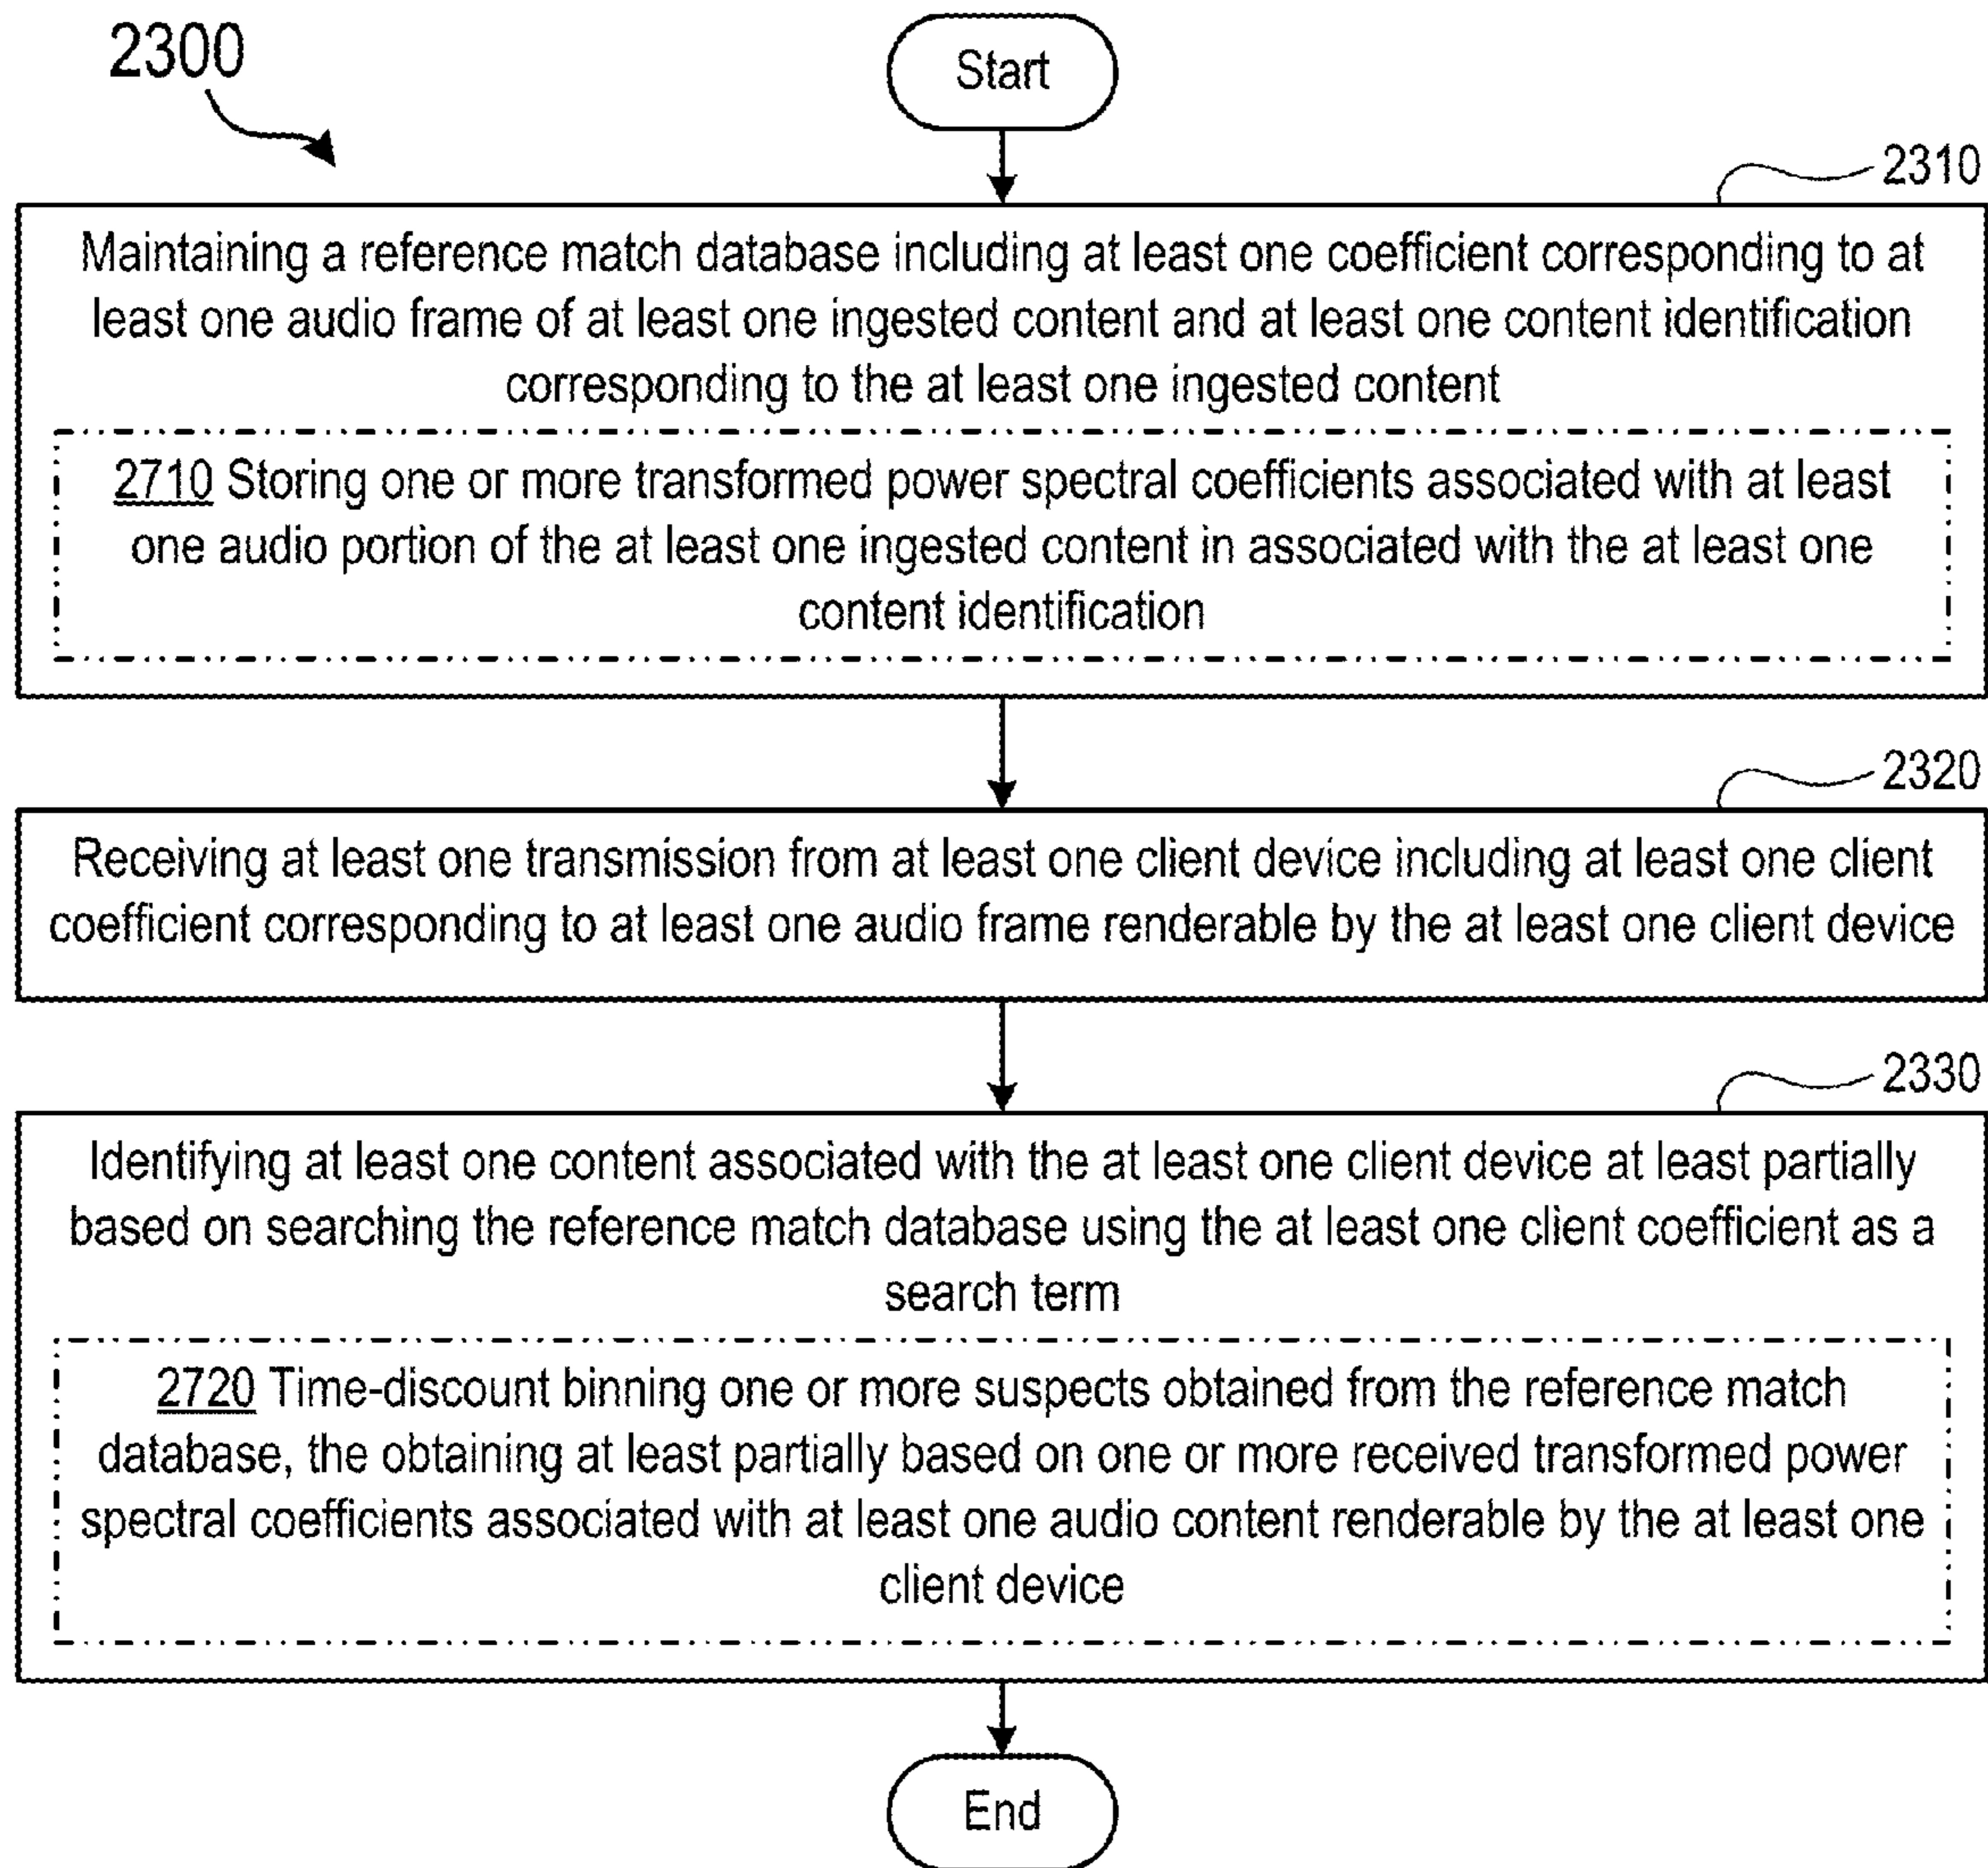 2300
Start
2310
Maintaining a reference match database including at least one coefficient corresponding to at
least one audio frame of at least one ingested content and at least one content identification
corresponding to the at least one ingested content
2710 Storing one or more transformed power spectral coefficients associated with at least
one audio portion of the at least one ingested content in associated with the at least one
content identification
2320
Receiving at least one transmission from at least one client device including at least one client
coefficient corresponding to at least one audio frame renderable by the at least one client device
2330
Identifying at least one content associated with the at least one client device at least partially
based on searching the reference match database using the at least one client coefficient as a
search term
2720 Time-discount binning one or more suspects obtained from the reference match
database, the obtaining at least partially based on one or more received transformed power
spectral coefficients associated with at least one audio content renderable by the at least one
client device
End